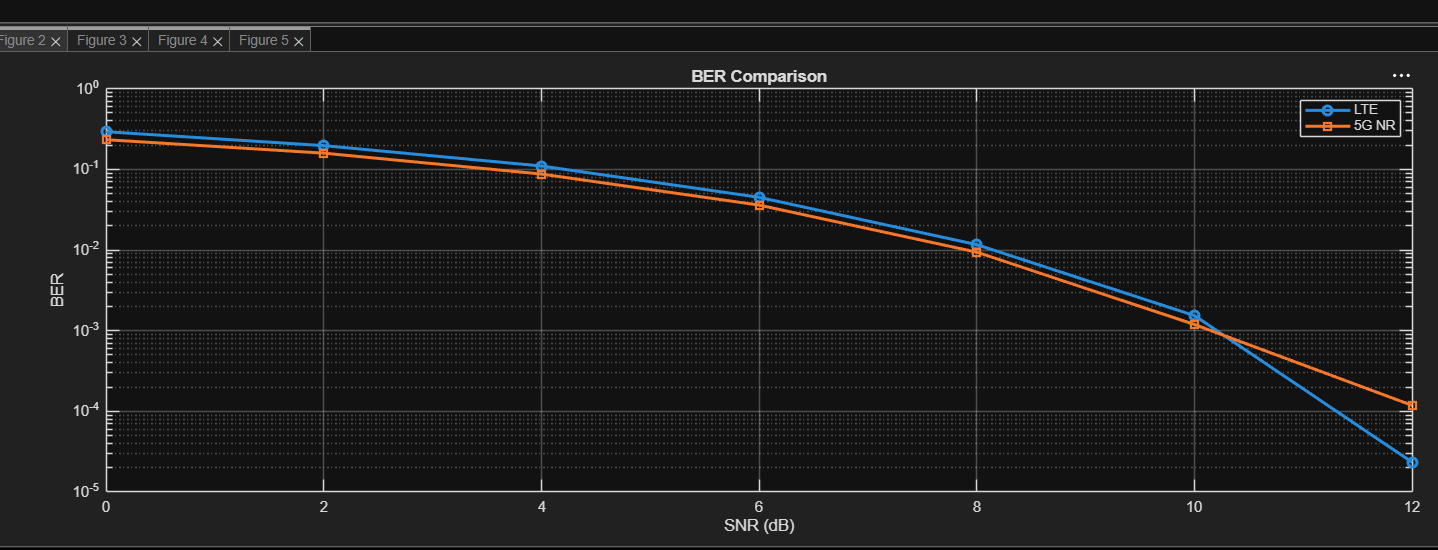 Figure 2 × Figure 3 × Figure 4 × Figure 5 ×
BER Comparison
...
LTE
5G NR
10^0
10^-1
10^-2
10^-3
10^-4
10^-5
BER
0 2 4 6 8 10 12
SNR (dB)